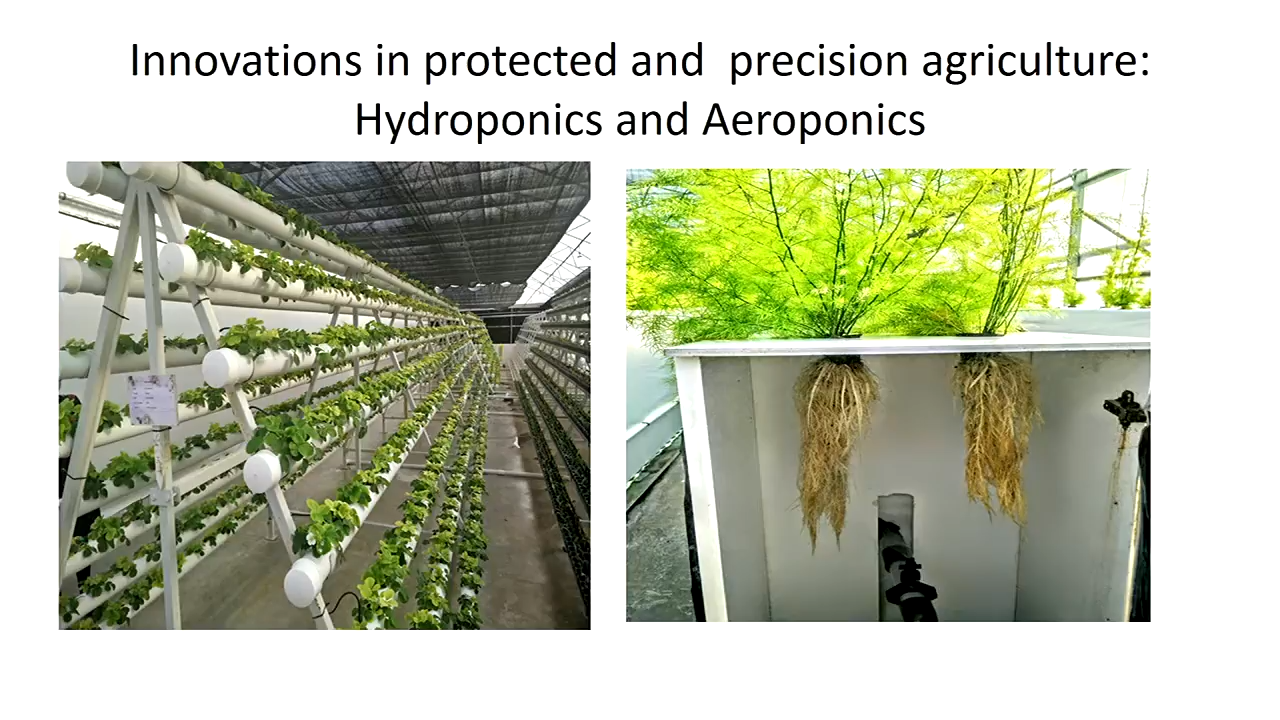 Innovations in protected and  precision agriculture:
Hydroponics and Aeroponics